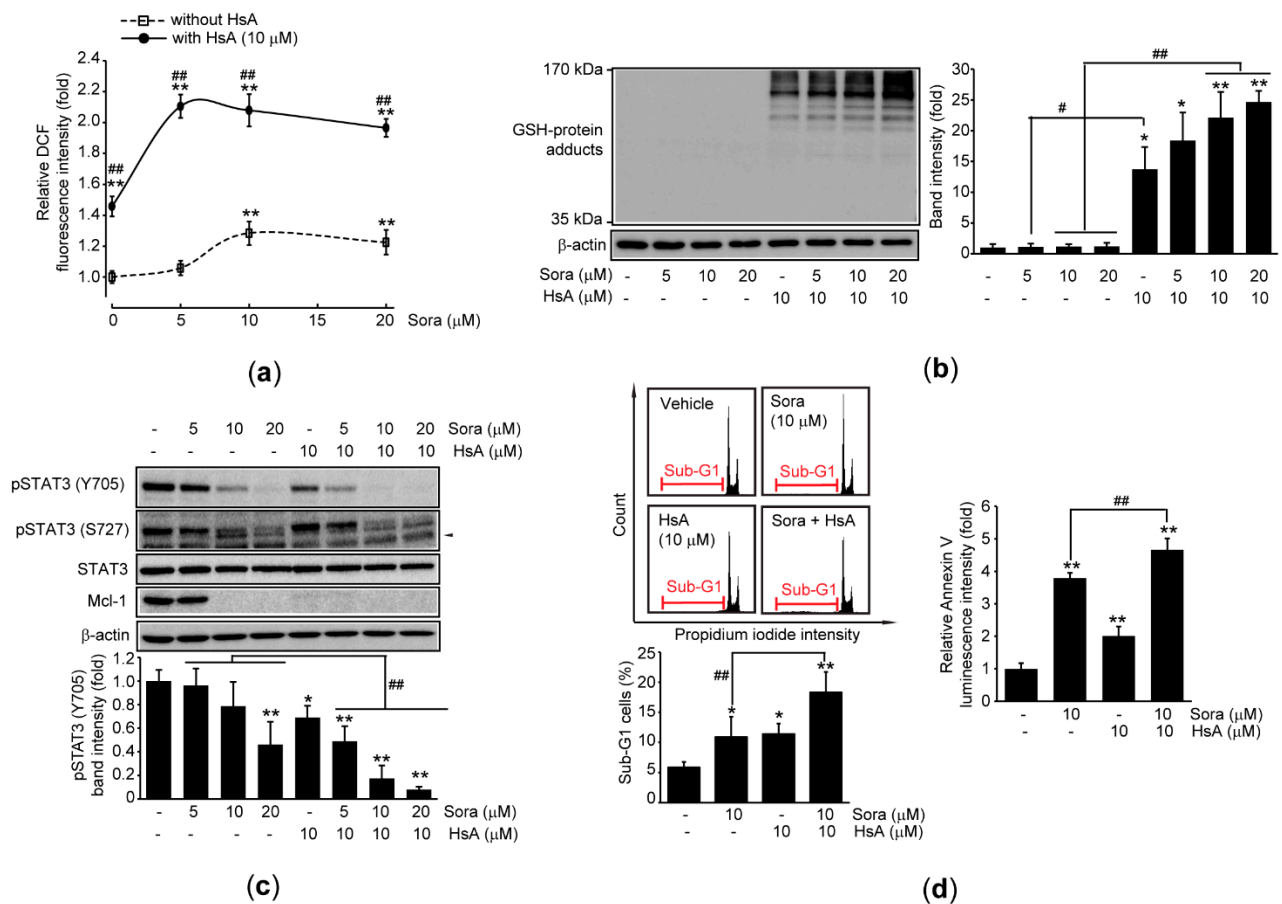 without HsA
with HsA (10 μM)
Relative DCF
fluorescence intensity (fold)
2.4
2.2
2.0
1.8
1.6
1.4
1.2
1.0
## ** ## ** ## ** ## **
** **
0 5 10 15 20 Sora (μM)
(a)
170 kDa
GSH-protein
adducts
35 kDa
β-actin
Sora (μM) - 5 10 20 - 5 10 20
HsA (μM) - - - - 10 10 10 10
Band intensity (fold)
30
25
20
15
10
5
0
##
#
* * ** **
- 5 10 20 - 5 10 20
- - - - 10 10 10 10
(b)
- 5 10 20 - 5 10 20 Sora (μM)
- - - - 10 10 10 10 HsA (μM)
pSTAT3 (Y705)
pSTAT3 (S727)
STAT3
Mcl-1
β-actin
pSTAT3 (Y705)
band intensity (fold)
1.2
1.0
0.8
0.6
0.4
0.2
0
##
** * ** ** **
- 5 10 20 - 5 10 20 Sora (μM)
- - - - 10 10 10 10 HsA (μM)
(c)
Count
Vehicle
Sub-G1
Sora
(10 μM)
Sub-G1
HsA
(10 μM)
Sub-G1
Sora + HsA
Sub-G1
Propidium iodide intensity
Sub-G1 cells (%)
25
20
15
10
5
0
##
* * **
- 10 - 10 Sora (μM)
- - 10 10 HsA (μM)
Relative Annexin V
luminescence intensity (fold)
6
5
4
3
2
1
0
##
** ** **
- 10 - 10 Sora (μM)
- - 10 10 HsA (μM)
(d)